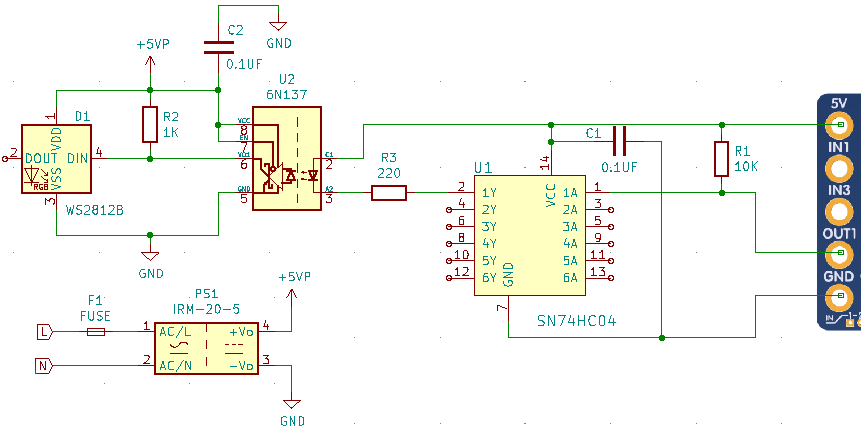 C2
+5VP
GND
0.1UF
U2
6N137
D1
R2
1K
1
VDD
2
DOUT
DIN
4
RGB
VSS
3
WS2812B
VCC
8
EN
7
6
GND
5
C1
2
A2
3
R3
220
GND
U1
14
VCC
2
1Y
4
2Y
6
3Y
8
4Y
10
5Y
12
6Y
1A
1
2A
3
3A
5
4A
9
5A
11
6A
13
GND
7
SN74HC04
C1
0.1UF
R1
10K
5V
IN1
IN3
OUT1
GND
IN
+5VP
PS1
IRM-20-5
F1
FUSE
L
1
AC/L
+Vo
4
N
2
AC/N
-Vo
3
GND